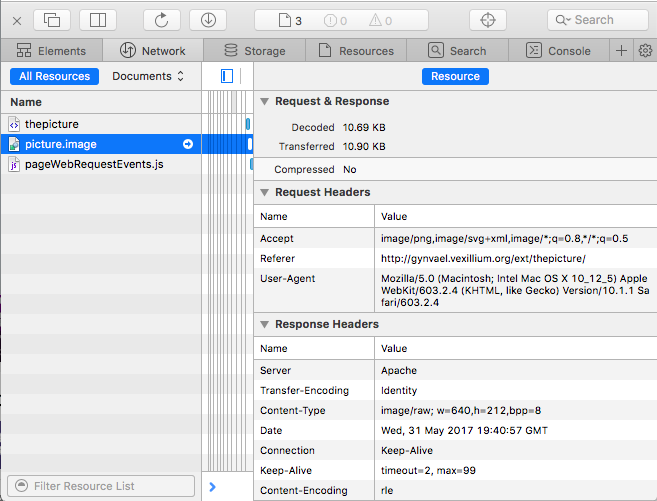 3 0 0 Search
Elements Network Storage Resources Search Console
All Resources Documents Resource
Name
thepicture
picture.image
pageWebRequestEvents.js
Filter Resource List
Request & Response
Decoded 10.69 KB
Transferred 10.90 KB
Compressed No
Request Headers
Name Value
Accept image/png,image/svg+xml,image/*;q=0.8,*/*;q=0.5
Referer http://gynvael.vexillium.org/ext/thepicture/
User-Agent Mozilla/5.0 (Macintosh; Intel Mac OS X 10_12_5) Apple
WebKit/603.2.4 (KHTML, like Gecko) Version/10.1.1 Sa
fari/603.2.4
Response Headers
Name Value
Server Apache
Transfer-Encoding Identity
Content-Type image/raw; w=640,h=212,bpp=8
Date Wed, 31 May 2017 19:40:57 GMT
Connection Keep-Alive
Keep-Alive timeout=2, max=99
Content-Encoding rle